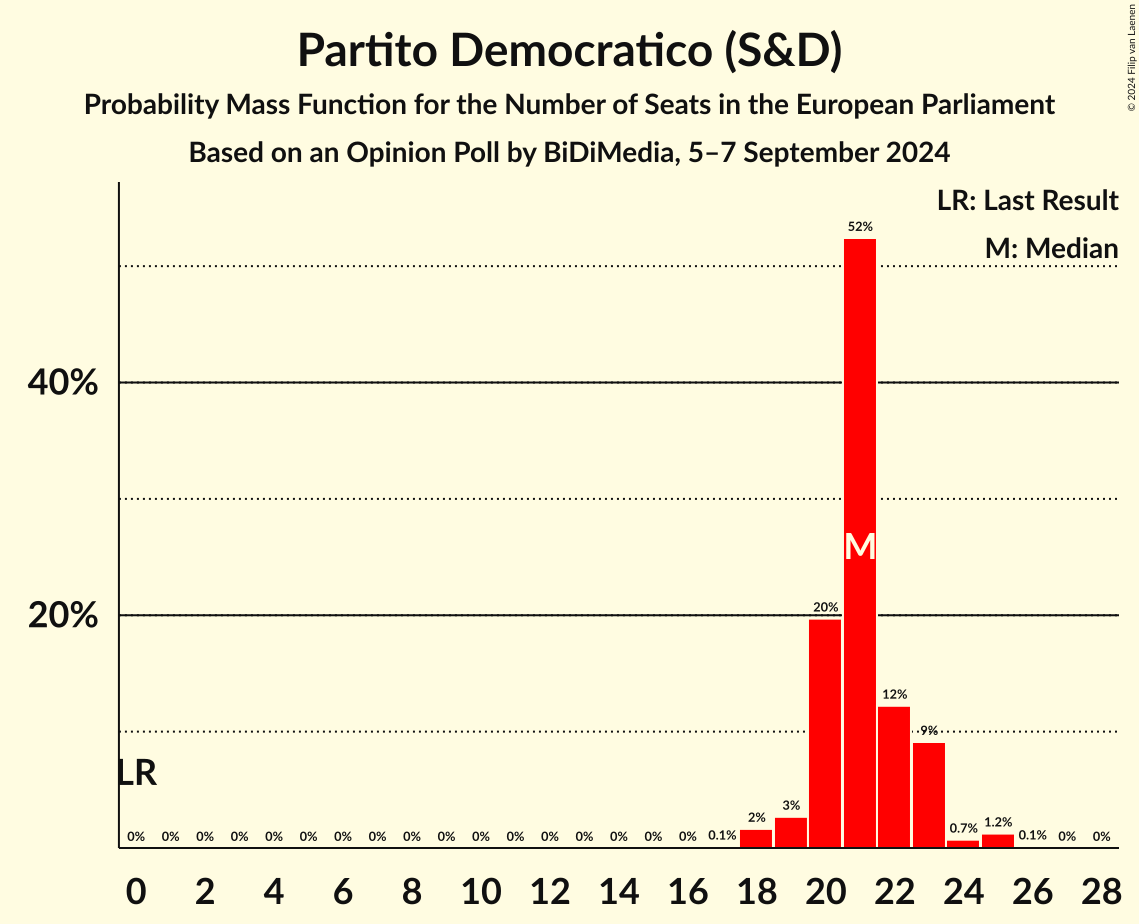 Partito Democratico (S&D)
Probability Mass Function for the Number of Seats in the European Parliament
Based on an Opinion Poll by BiDiMedia, 5–7 September 2024
© 2024 Filip van Laenen
LR: Last Result
M: Median
52%
40%
M
20%
20%
12%
9%
LR
0% 0% 0% 0% 0% 0% 0% 0% 0% 0% 0% 0% 0% 0% 0% 0% 0% 0.1% 2% 3% 0.7% 1.2% 0.1% 0% 0%
0 2 4 6 8 10 12 14 16 18 20 22 24 26 28